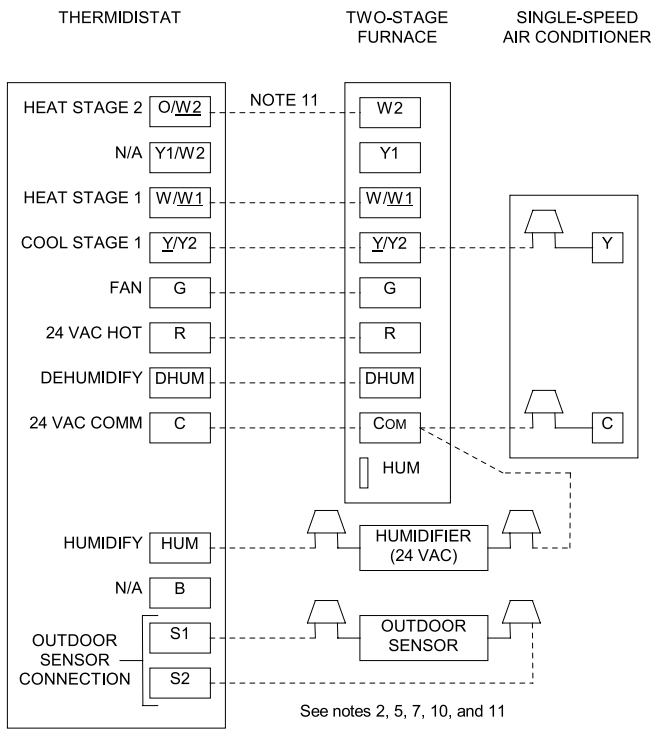 THERMIDISTAT
TWO-STAGE
FURNACE
SINGLE-SPEED
AIR CONDITIONER
HEAT STAGE 2 O/W2 NOTE 11 W2
N/A Y1/W2 Y1
HEAT STAGE 1 W/W1 W/W1
COOL STAGE 1 Y/Y2 Y/Y2 Y
FAN G G
24 VAC HOT R R
DEHUMIDIFY DHUM DHUM
24 VAC COMM C COM C
HUM
HUMIDIFY HUM
HUMIDIFIER
(24 VAC)
N/A B
OUTDOOR
SENSOR
CONNECTION
S1
S2
OUTDOOR
SENSOR
See notes 2, 5, 7, 10, and 11